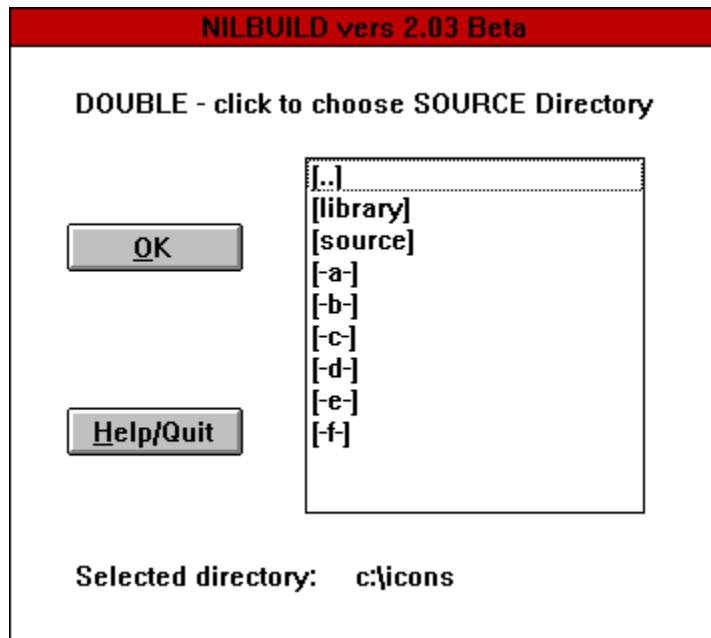 NILBUILD vers 2.03 Beta
DOUBLE - click to choose SOURCE Directory
[..]
[library]
[source]
[-a-]
[-b-]
[-c-]
[-d-]
[-e-]
[-f-]
OK
Help/Quit
Selected directory: c:\icons